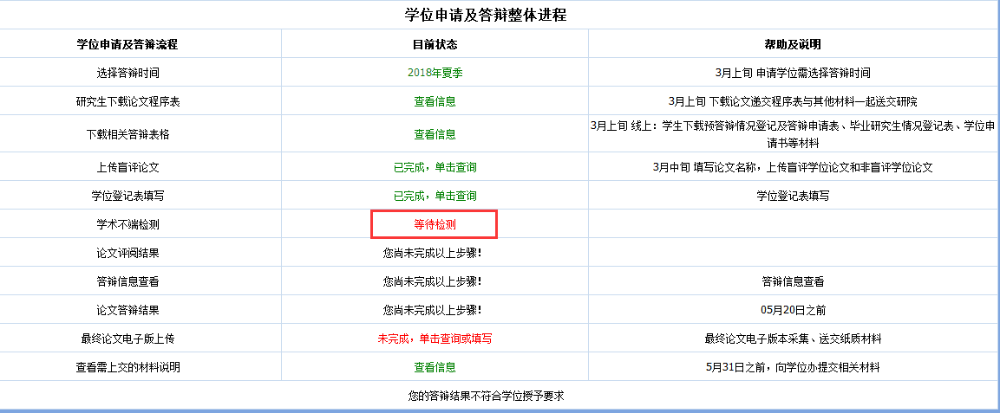 学位申请及答辩整体进程
学位申请及答辩流程 目前状态 帮助及说明
选择答辩时间 2018年夏季 3月上旬 申请学位需选择答辩时间
研究生下载论文程序表 查看信息 3月上旬 下载论文递交程序表与其他材料一起送交研院
下载相关答辩表格 查看信息 3月上旬 线上：学生下载预答辩情况登记及答辩申请表、毕业研究生情况登记表、学位申
请书等材料
上传盲评论文 已完成，单击查询 3月中旬 填写论文名称，上传盲评学位论文和非盲评学位论文
学位登记表填写 已完成，单击查询 学位登记表填写
学术不端检测 等待检测
论文评阅结果 您尚未完成以上步骤!
答辩信息查看 您尚未完成以上步骤! 答辩信息查看
论文答辩结果 您尚未完成以上步骤! 05月20日之前
最终论文电子版上传 未完成，单击查询或填写 最终论文电子版本采集、送交纸质材料
查看需上交的材料说明 查看信息 5月31日之前，向学位办提交相关材料
您的答辩结果不符合学位授予要求